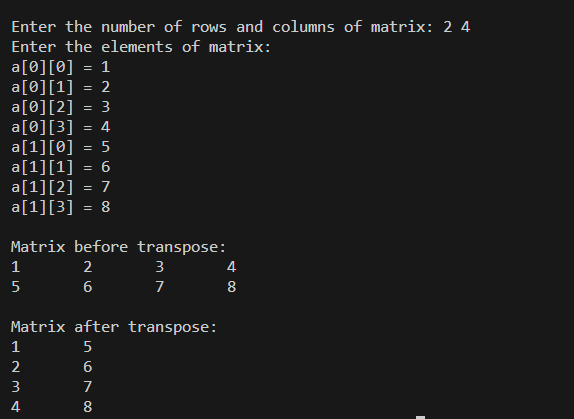 Enter the number of rows and columns of matrix: 2 4
Enter the elements of matrix:
a[0][0] = 1
a[0][1] = 2
a[0][2] = 3
a[0][3] = 4
a[1][0] = 5
a[1][1] = 6
a[1][2] = 7
a[1][3] = 8
Matrix before transpose:
1 2 3 4
5 6 7 8
Matrix after transpose:
1 5
2 6
3 7
4 8